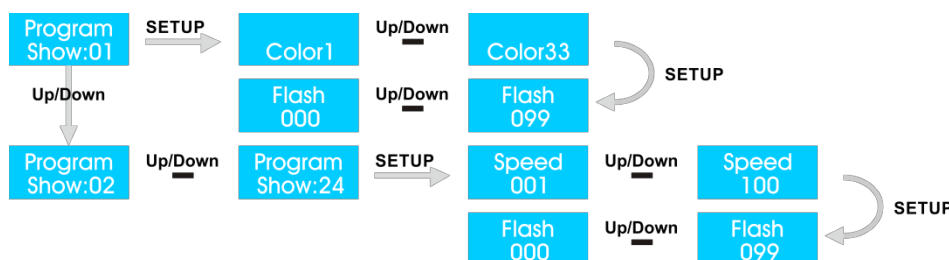 Program
Show:01
SETUP
Color1
Up/Down
Color33
SETUP
Flash
000
Up/Down
Flash
099
Up/Down
Program
Show:02
Up/Down
Program
Show:24
SETUP
Speed
001
Up/Down
Speed
100
SETUP
Flash
000
Up/Down
Flash
099